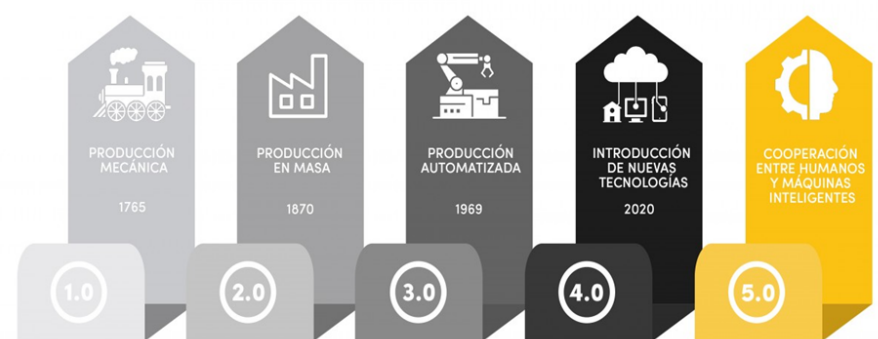 PRODUCCIÓN
MECÁNICA
1765
PRODUCCIÓN
EN MASA
1870
PRODUCCIÓN
AUTOMATIZADA
1969
INTRODUCCIÓN
DE NUEVAS
TECNOLOGÍAS
2020
COOPERACIÓN
ENTRE HUMANOS
Y MÁQUINAS
INTELIGENTES
1.0
2.0
3.0
4.0
5.0